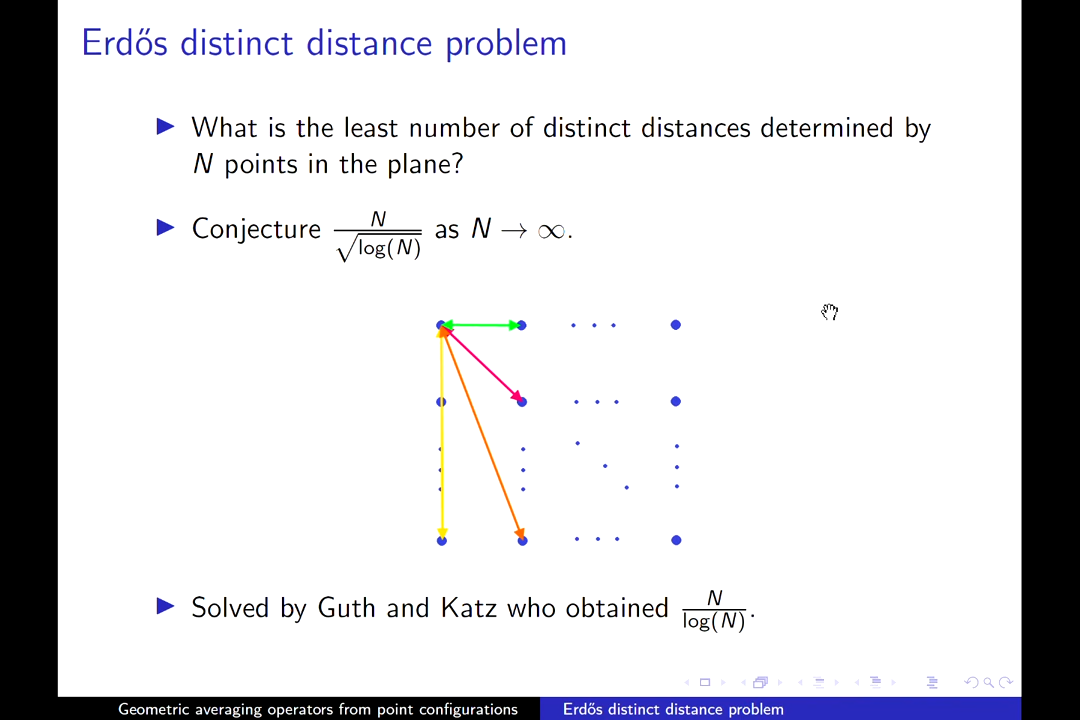 Erdős distinct distance problem
What is the least number of distinct distances determined by
N points in the plane?
Conjecture N/√log(N) as N → ∞.
Solved by Guth and Katz who obtained N/log(N).
Geometric averaging operators from point configurations
Erdős distinct distance problem